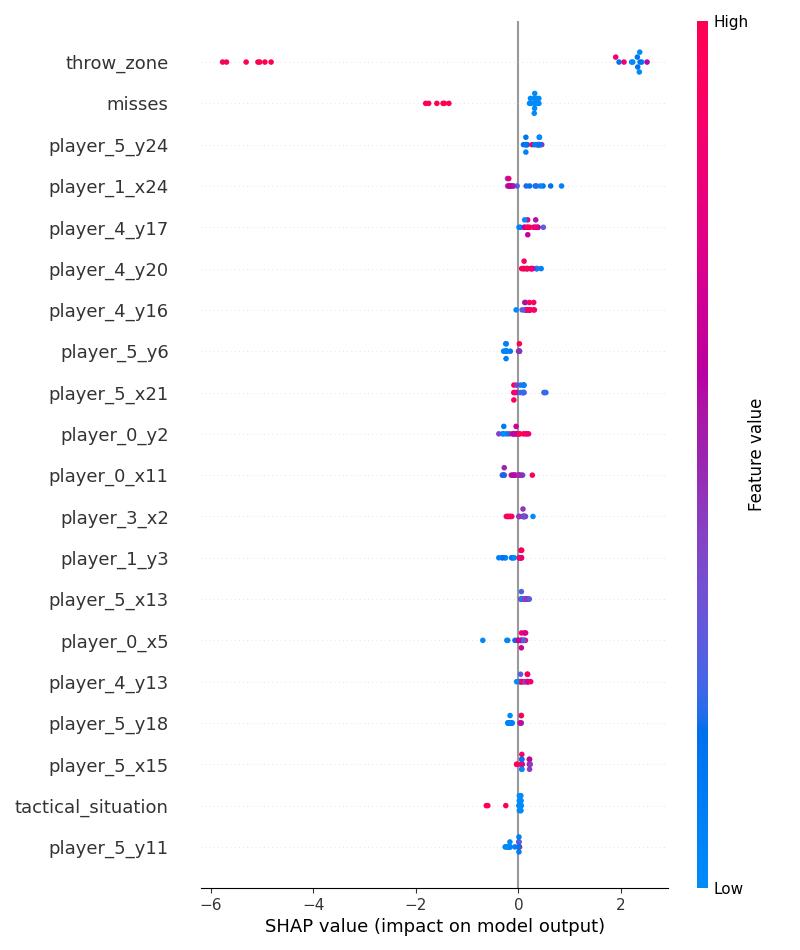 High
throw_zone
misses
player_5_y24
player_1_x24
player_4_y17
player_4_y20
player_4_y16
player_5_y6
player_5_x21
player_0_y2
player_0_x11
player_3_x2
player_1_y3
player_5_x13
player_0_x5
player_4_y13
player_5_y18
player_5_x15
tactical_situation
player_5_y11
Low
Feature value
−6 −4 −2 0 2
SHAP value (impact on model output)